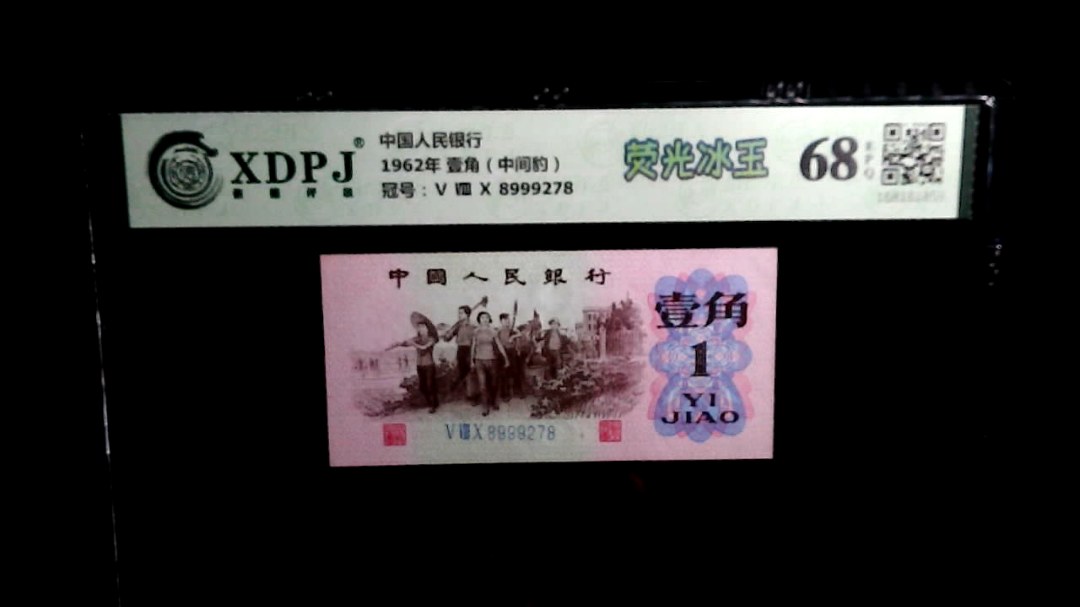 XDPJ®
中国人民银行
1962年 壹角（中间豹）
冠号：V Ⅷ X 8999278
荧光冰玉
68
EPQ
中國人民銀行
壹角
1
YI
JIAO
V Ⅷ X 8999278